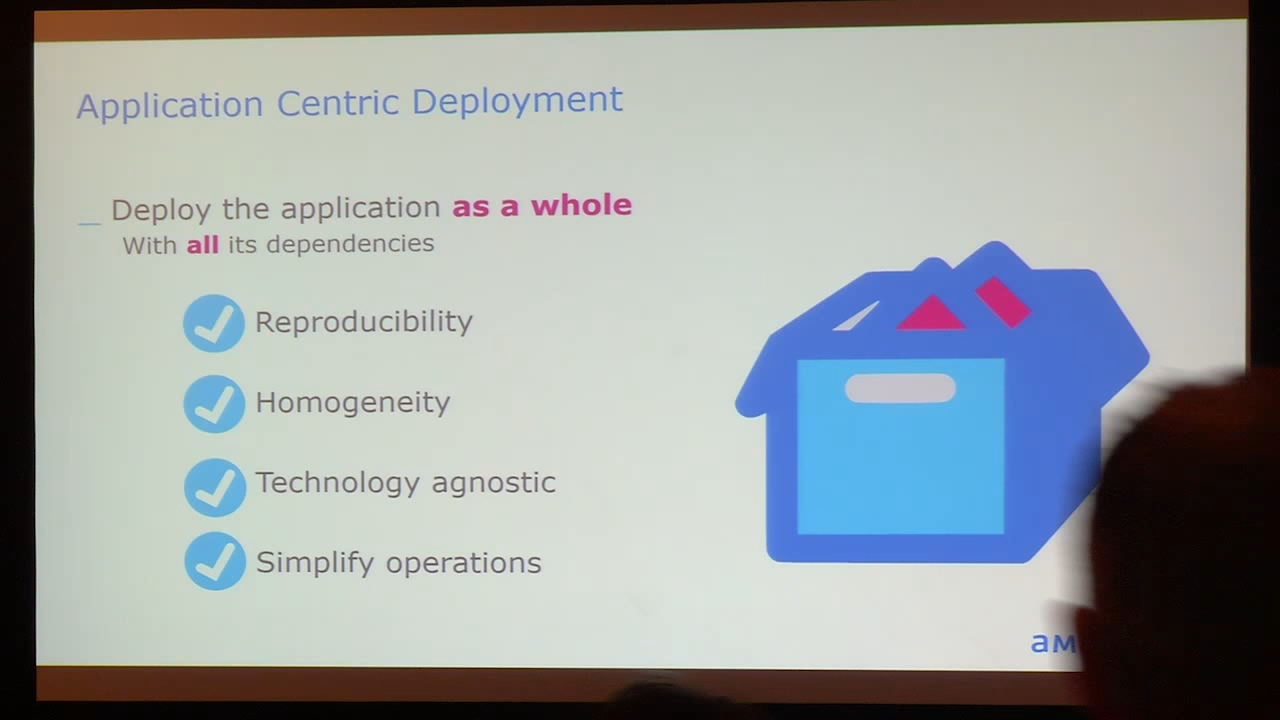 Application Centric Deployment
_ Deploy the application as a whole
With all its dependencies
Reproducibility
Homogeneity
Technology agnostic
Simplify operations